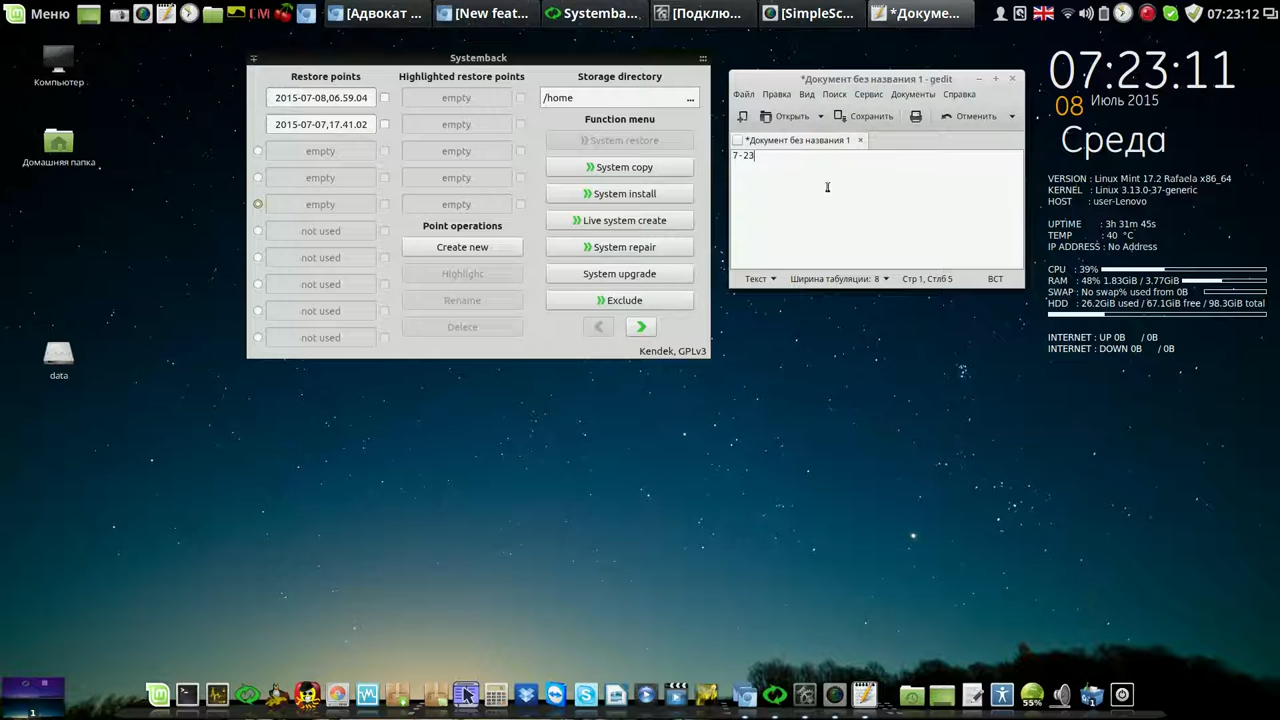 Меню
[Адвокат ...
[New feat...
Systemba...
[Подклю...
[SimpleSc...
*Докуме...
07:23:12
Компьютер
Домашняя папка
data
Systemback
Restore points
Highlighted restore points
Storage directory
2015-07-08,06.59.04
empty
/home
...
2015-07-07,17.41.02
empty
Function menu
System restore
empty
empty
System copy
empty
empty
System install
empty
empty
Live system create
not used
Point operations
System repair
not used
Create new
System upgrade
not used
Highlight
Exclude
not used
Rename
not used
Delete
Kendek, GPLv3
*Документ без названия 1 - gedit
Файл Правка Вид Поиск Сервис Документы Справка
Открыть Сохранить Отменить
*Документ без названия 1
7-23
Текст Ширина табуляции: 8 Стр 1, Стлб 5 ВСТ
07:23:11
08 Июль 2015
Среда
VERSION : Linux Mint 17.2 Rafaela x86_64
KERNEL : Linux 3.13.0-37-generic
HOST : user-Lenovo
UPTIME : 3h 31m 45s
TEMP : 40 °C
IP ADDRESS : No Address
CPU : 39%
RAM : 48% 1.83GiB / 3.77GiB
SWAP : No swap% used from 0B
HDD : 26.2GiB used / 67.1GiB free / 98.3GiB total
INTERNET : UP 0B / 0B
INTERNET : DOWN 0B / 0B
1
55%